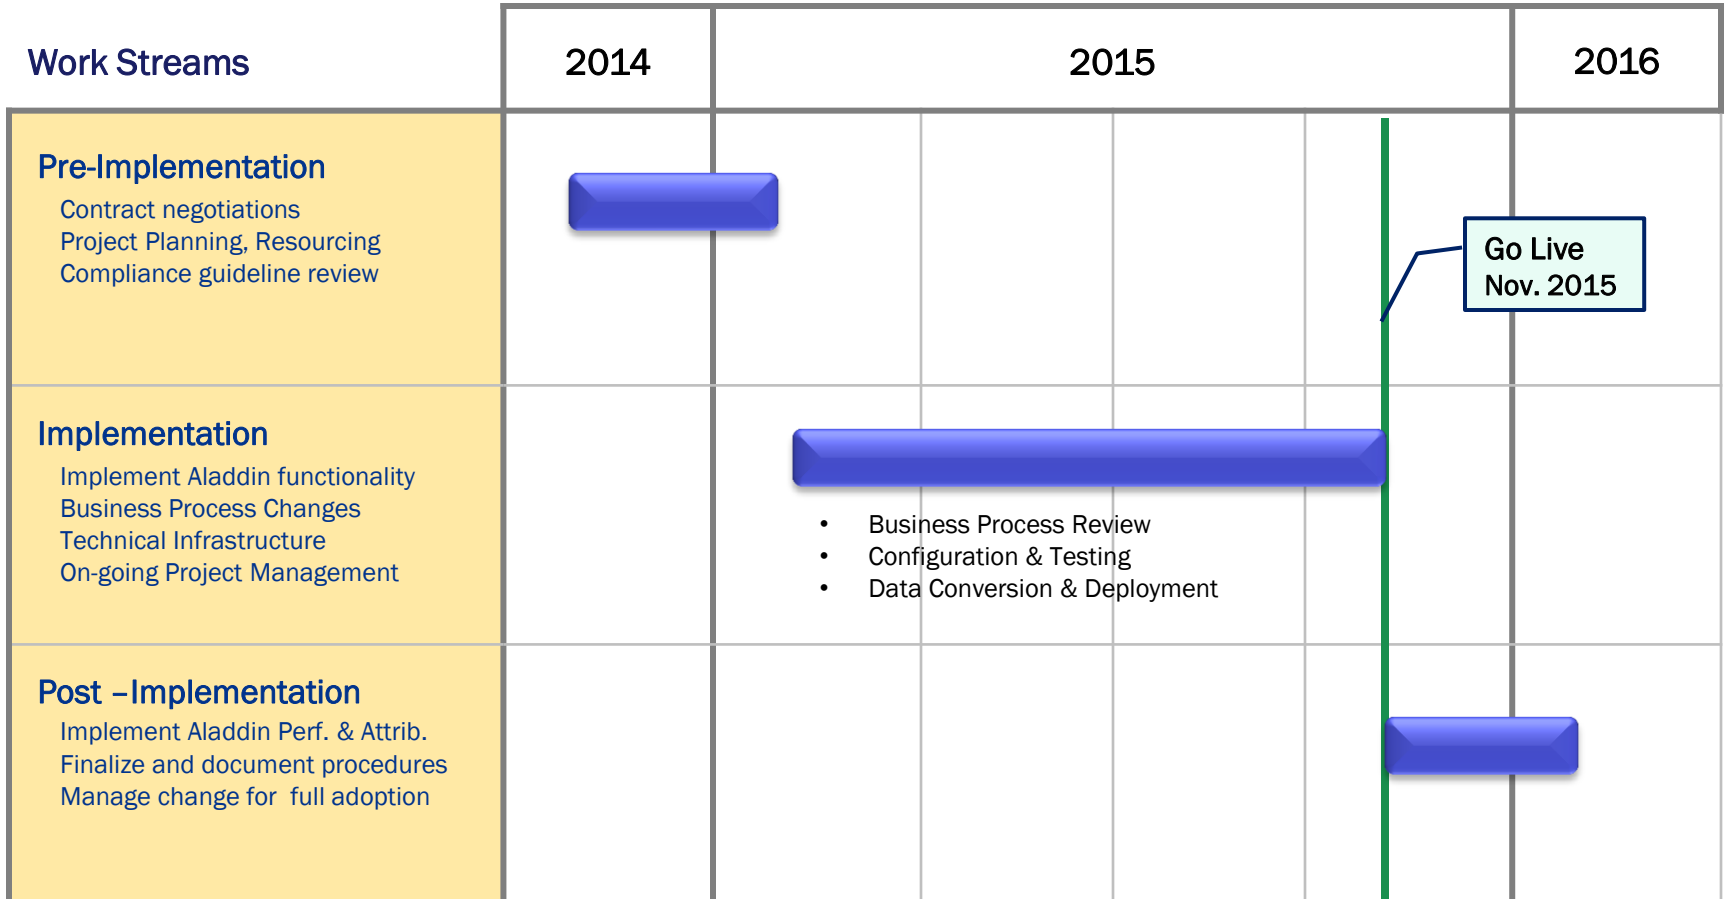 Work Streams
2014
2015
2016
Pre-Implementation
Contract negotiations
Project Planning, Resourcing
Compliance guideline review
Go Live
Nov. 2015
Implementation
Implement Aladdin functionality
Business Process Changes
Technical Infrastructure
On-going Project Management
• Business Process Review
• Configuration & Testing
• Data Conversion & Deployment
Post –Implementation
Implement Aladdin Perf. & Attrib.
Finalize and document procedures
Manage change for  full adoption